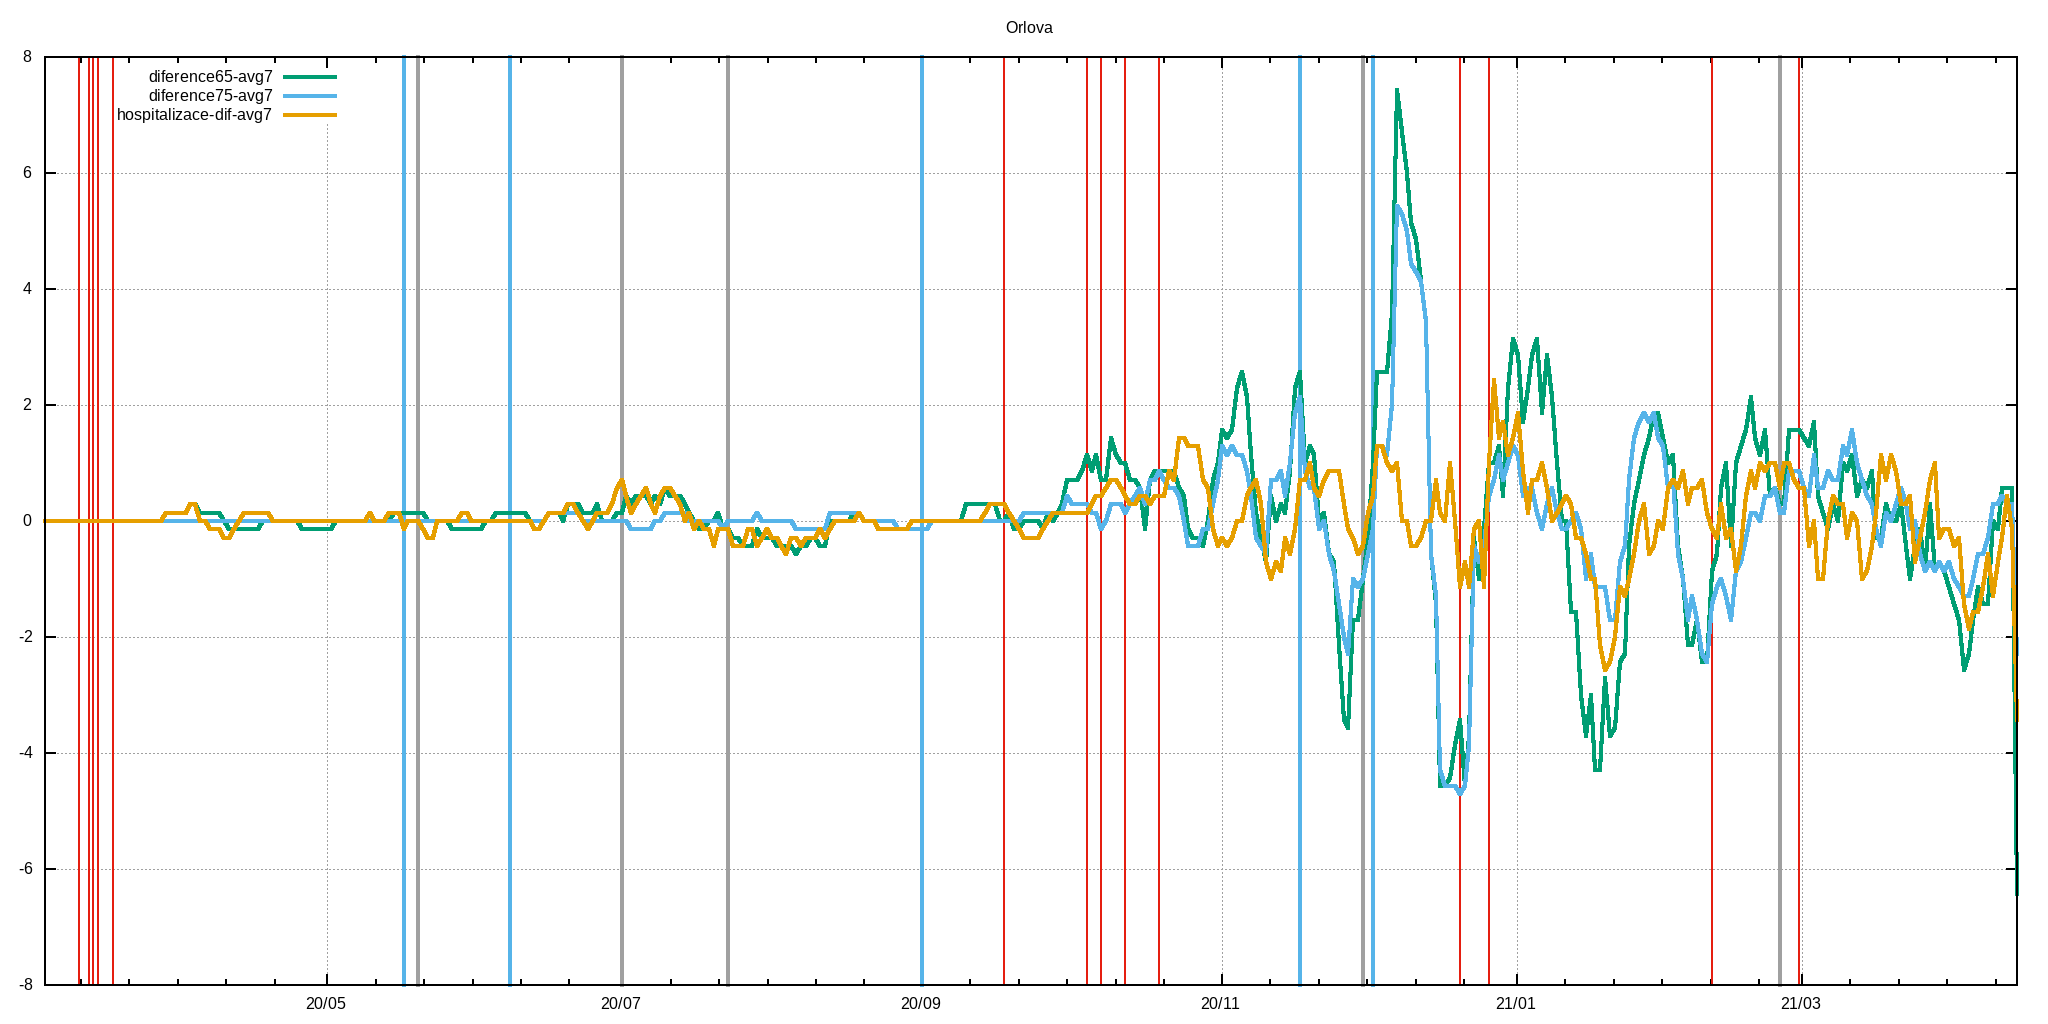 Orlova
diference65-avg7
diference75-avg7
hospitalizace-dif-avg7
8
6
4
2
0
-2
-4
-6
-8
20/05 20/07 20/09 20/11 21/01 21/03